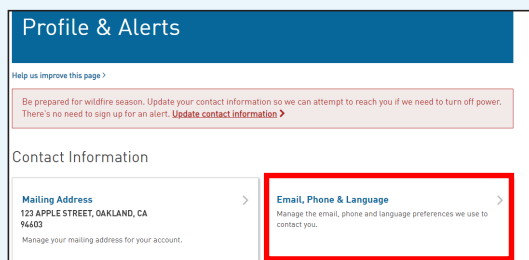 Profile & Alerts
Help us improve this page >
Be prepared for wildfire season. Update your contact information so we can attempt to reach you if we need to turn off power.
There's no need to sign up for an alert. Update contact information >
Contact Information
Mailing Address >
123 APPLE STREET, OAKLAND, CA
94603
Manage your mailing address for your account.
Email, Phone & Language >
Manage the email, phone and language preferences we use to
contact you.